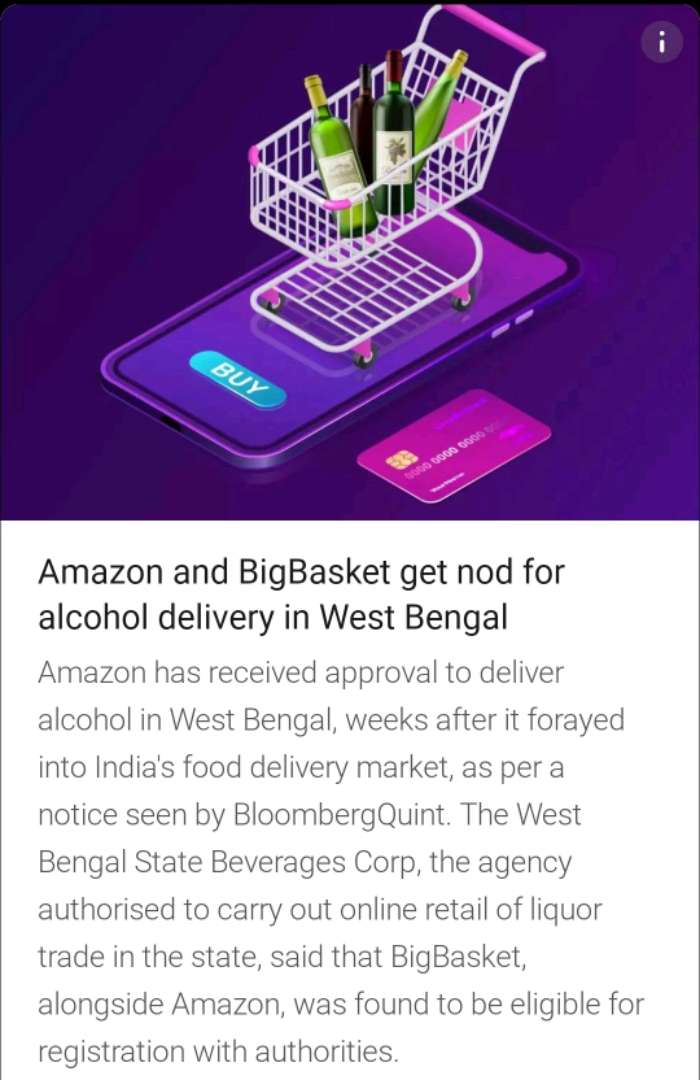 BUY
0000 0000 0000
Amazon and BigBasket get nod for
alcohol delivery in West Bengal
Amazon has received approval to deliver
alcohol in West Bengal, weeks after it forayed
into India's food delivery market, as per a
notice seen by BloombergQuint. The West
Bengal State Beverages Corp, the agency
authorised to carry out online retail of liquor
trade in the state, said that BigBasket,
alongside Amazon, was found to be eligible for
registration with authorities.